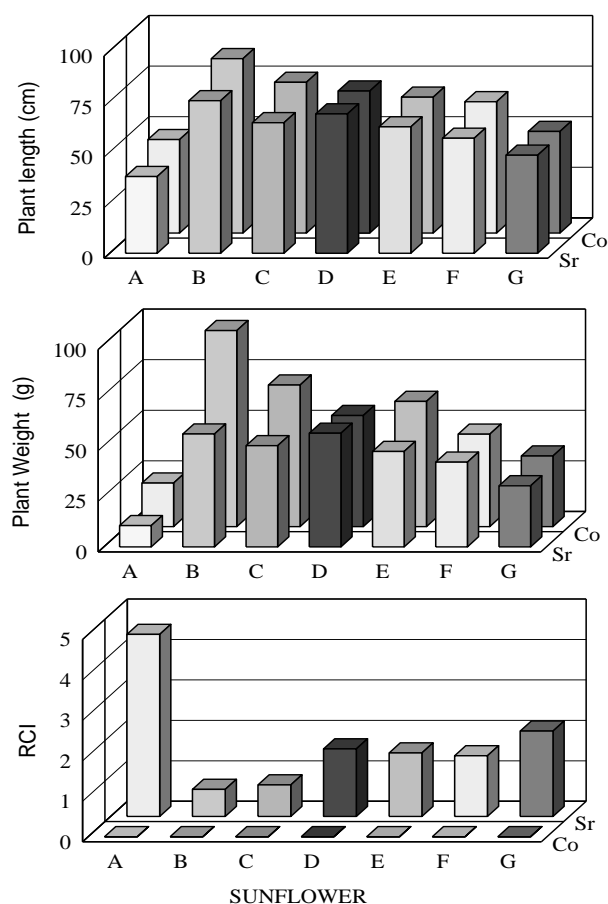 Plant length (cm)
100
75
50
25
0
A B C D E F G
Sr
Co
Plant Weight (g)
100
75
50
25
0
A B C D E F G
Sr
Co
RCI
5
4
3
2
1
0
A B C D E F G
Co
Sr
SUNFLOWER